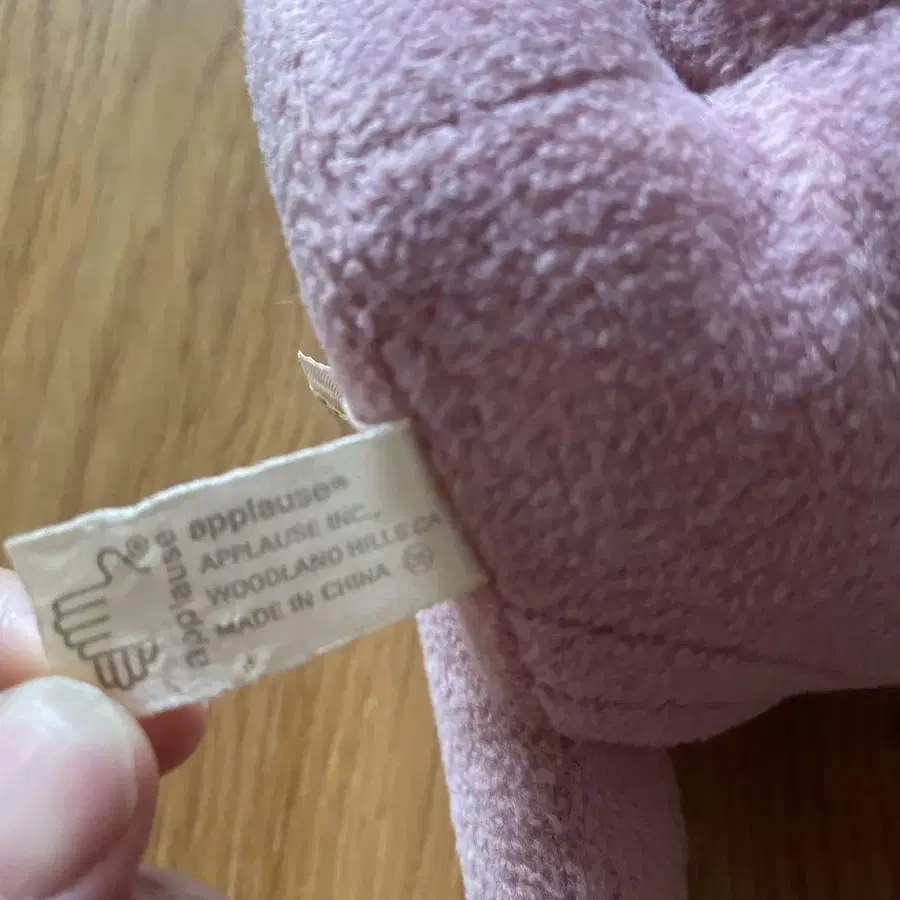 applause®
APPLAUSE INC.,
WOODLAND HILLS, CA
MADE IN CHINA
applause®